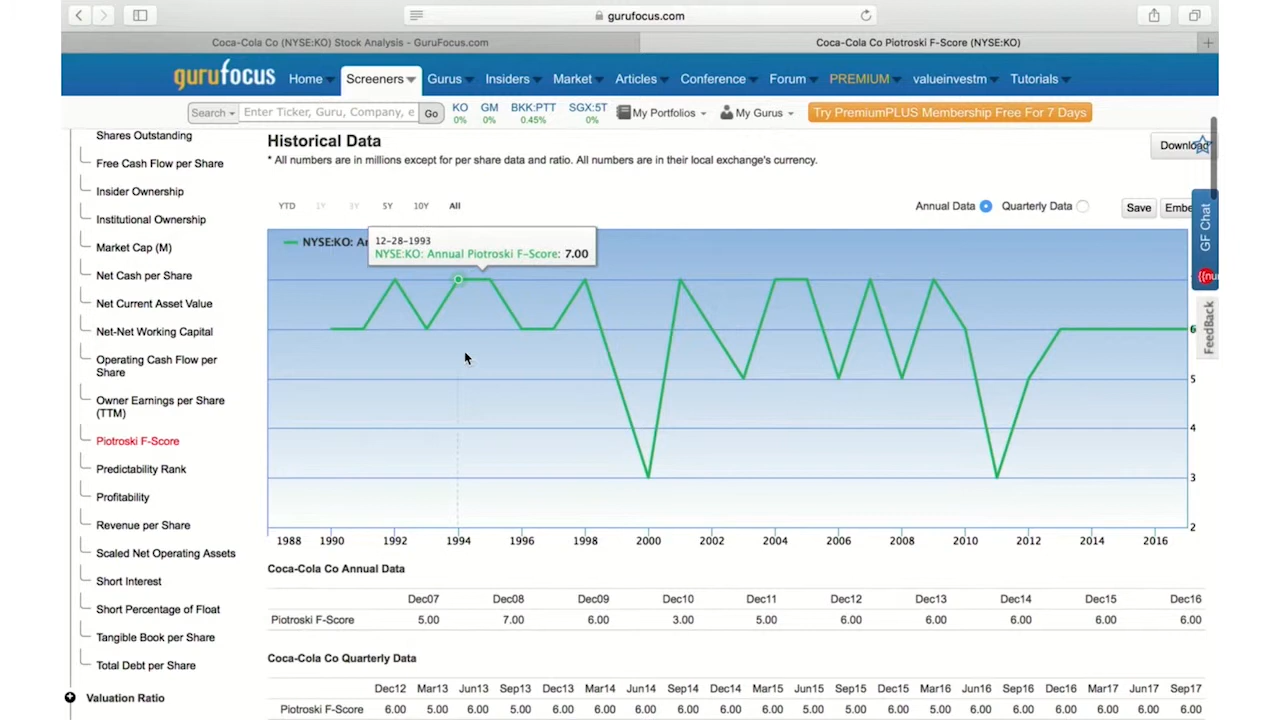 gurufocus.com
Coca-Cola Co (NYSE:KO) Stock Analysis - GuruFocus.com
Coca-Cola Co Piotroski F-Score (NYSE:KO)
gurufocus Home Screeners Gurus Insiders Market Articles Conference Forum PREMIUM valueinvestm Tutorials
Search Enter Ticker, Guru, Company, e Go KO GM BKK:PTT SGX:5T My Portfolios My Gurus Try PremiumPLUS Membership Free For 7 Days
0% 0% 0.45% 0%
Shares Outstanding
Free Cash Flow per Share
Insider Ownership
Institutional Ownership
Market Cap (M)
Net Cash per Share
Net Current Asset Value
Net-Net Working Capital
Operating Cash Flow per
Share
Owner Earnings per Share
(TTM)
Piotroski F-Score
Predictability Rank
Profitability
Revenue per Share
Scaled Net Operating Assets
Short Interest
Short Percentage of Float
Tangible Book per Share
Total Debt per Share
Valuation Ratio
Historical Data
* All numbers are in millions except for per share data and ratio. All numbers are in their local exchange's currency.
Download
YTD 1Y 3Y 5Y 10Y All
Annual Data Quarterly Data Save Embe
NYSE:KO: A
12-28-1993
NYSE:KO: Annual Piotroski F-Score: 7.00
6
5
4
3
2
1988 1990 1992 1994 1996 1998 2000 2002 2004 2006 2008 2010 2012 2014 2016
GF Chat
{{nu
FeedBack
Coca-Cola Co Annual Data
Dec07 Dec08 Dec09 Dec10 Dec11 Dec12 Dec13 Dec14 Dec15 Dec16
Piotroski F-Score 5.00 7.00 6.00 3.00 5.00 6.00 6.00 6.00 6.00 6.00
Coca-Cola Co Quarterly Data
Dec12 Mar13 Jun13 Sep13 Dec13 Mar14 Jun14 Sep14 Dec14 Mar15 Jun15 Sep15 Dec15 Mar16 Jun16 Sep16 Dec16 Mar17 Jun17 Sep17
Piotroski F-Score 6.00 5.00 6.00 5.00 6.00 6.00 6.00 6.00 6.00 6.00 5.00 5.00 6.00 5.00 6.00 6.00 6.00 6.00 6.00 6.00